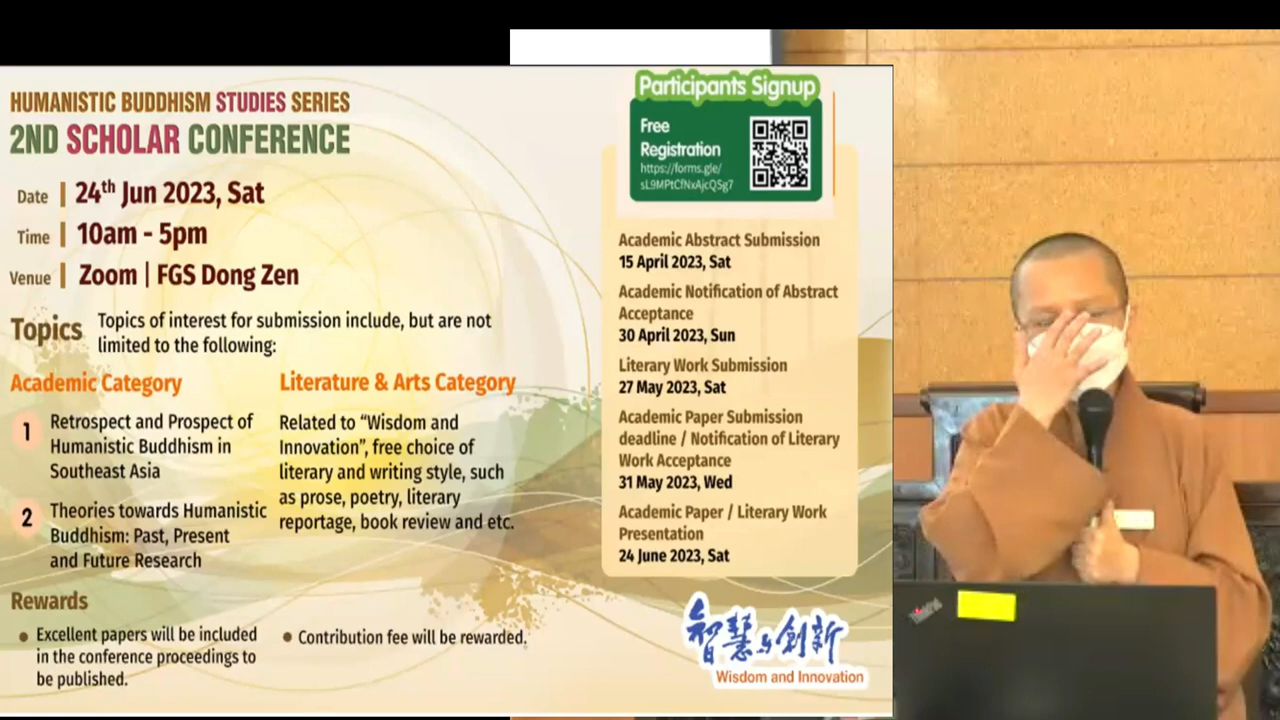 HUMANISTIC BUDDHISM STUDIES SERIES
2ND SCHOLAR CONFERENCE
Date | 24th Jun 2023, Sat
Time | 10am - 5pm
Venue | Zoom | FGS Dong Zen
Topics
Topics of interest for submission include, but are not
limited to the following:
Academic Category
1
Retrospect and Prospect of
Humanistic Buddhism in
Southeast Asia
2
Theories towards Humanistic
Buddhism: Past, Present
and Future Research
Literature & Arts Category
Related to “Wisdom and
Innovation”, free choice of
literary and writing style, such
as prose, poetry, literary
reportage, book review and etc.
Rewards
• Excellent papers will be included
in the conference proceedings to
be published.
• Contribution fee will be rewarded.
Participants Signup
Free
Registration
https://forms.gle/
sL9MPtCfNxAjcQSg7
Academic Abstract Submission
15 April 2023, Sat
Academic Notification of Abstract
Acceptance
30 April 2023, Sun
Literary Work Submission
27 May 2023, Sat
Academic Paper Submission
deadline / Notification of Literary
Work Acceptance
31 May 2023, Wed
Academic Paper / Literary Work
Presentation
24 June 2023, Sat
智慧与創新
Wisdom and Innovation
ThinkPad